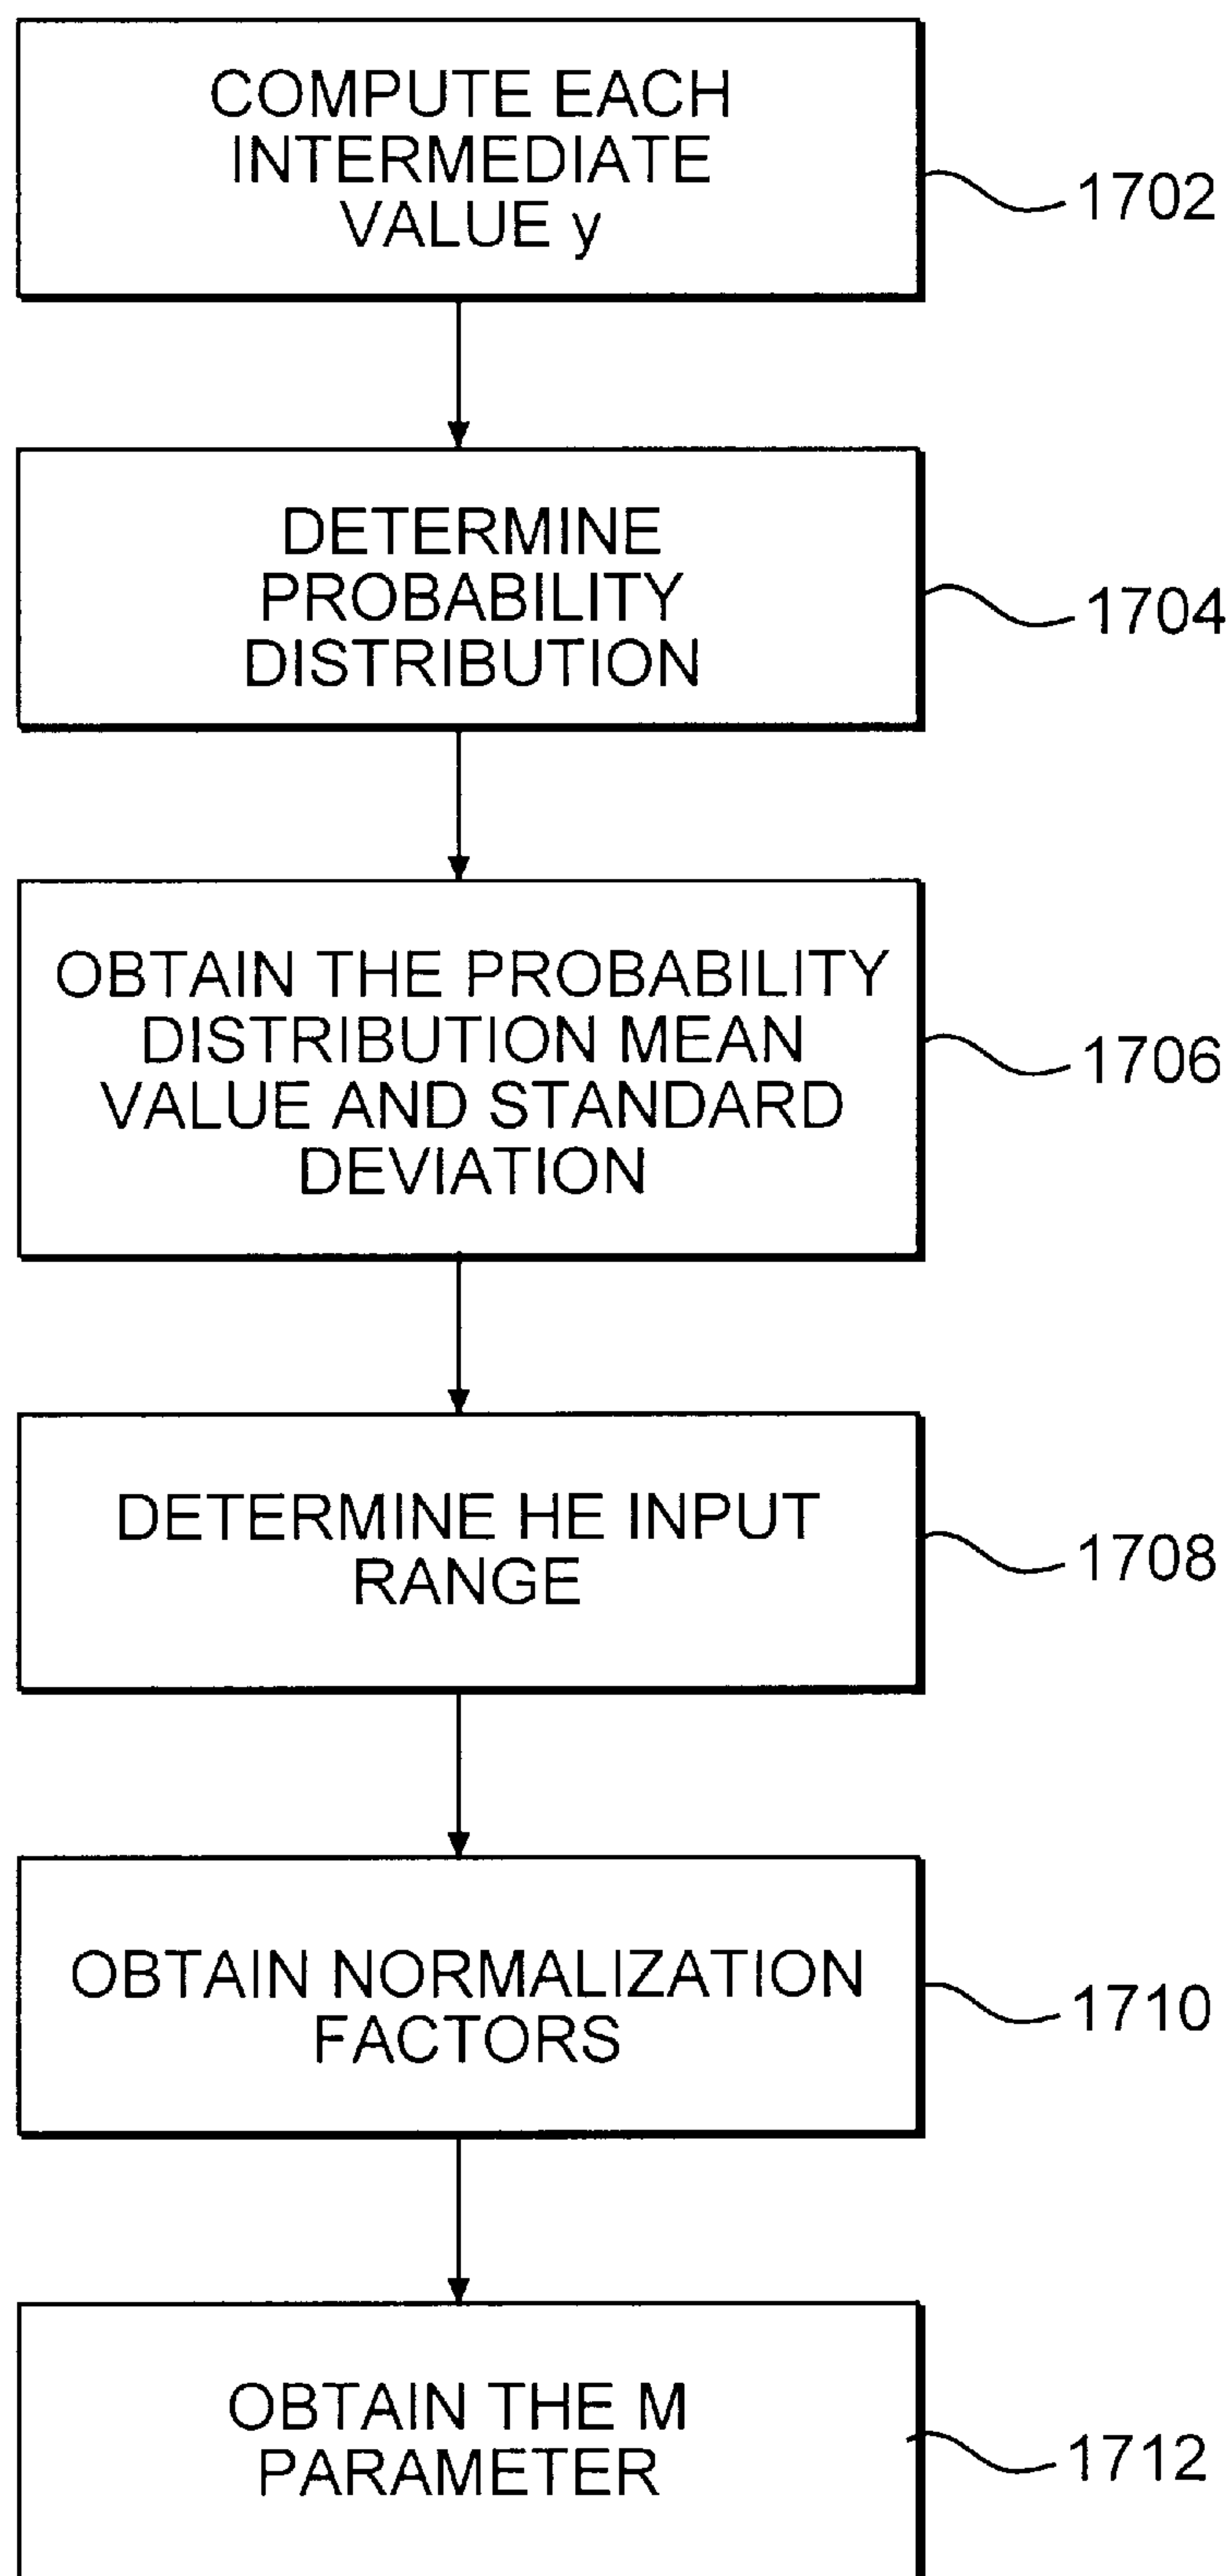 COMPUTE EACH
INTERMEDIATE
VALUE y
1702
DETERMINE
PROBABILITY
DISTRIBUTION
1704
OBTAIN THE PROBABILITY
DISTRIBUTION MEAN
VALUE AND STANDARD
DEVIATION
1706
DETERMINE HE INPUT
RANGE
1708
OBTAIN NORMALIZATION
FACTORS
1710
OBTAIN THE M
PARAMETER
1712